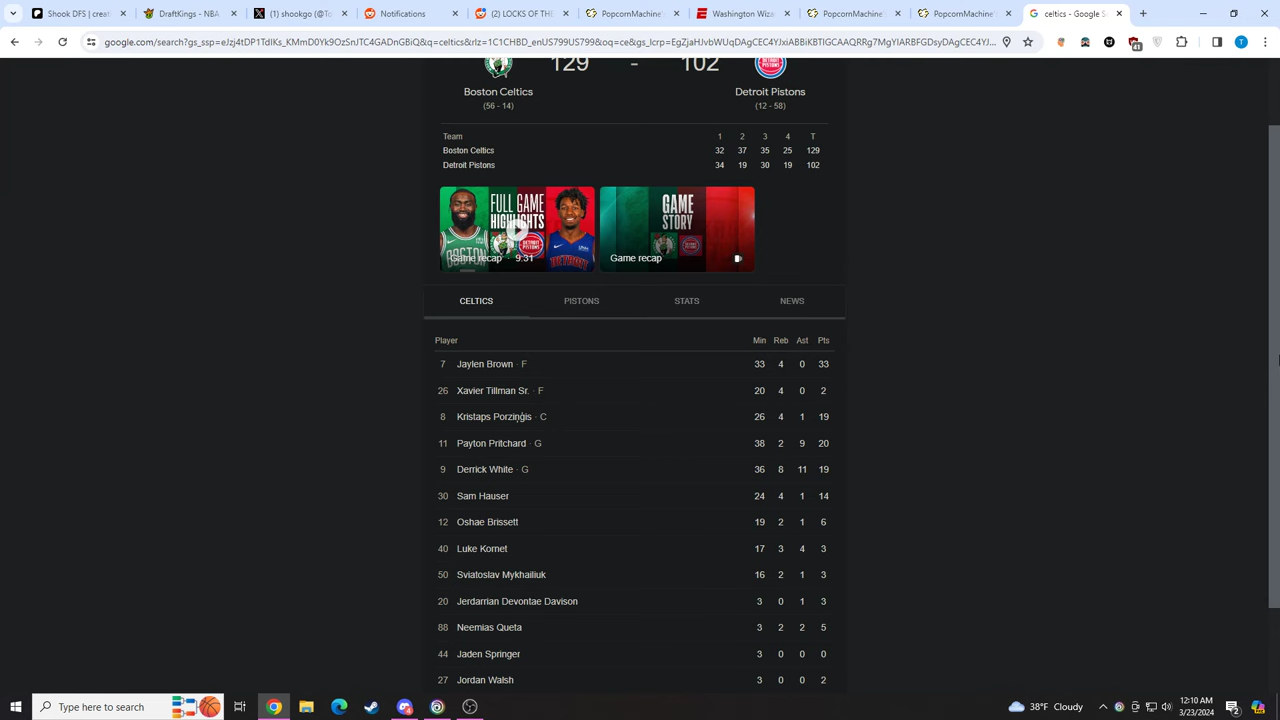 Shook DFS | creat
DraftKings - NBA
(1) shookgo (@To
Notifications
(2) LOCKS OF THE
PopcornMachine'
Washington Wiza
PopcornMachine'
PopcornMachine'
celtics - Google S
google.com/search?gs_ssp=eJzj4tDP1TdIKs_KMmD0Yk9OzSnJTC4GADnGBiQ&q=celtics&rlz=1C1CHBD_enUS799US799&oq=ce&gs_lcrp=EgZjaHJvbWUqDAgCEC4YJxiABBiKBTIGCAAQRRg7MgYIARBFGDsyDAgCEC4YJ...
41
T
129 - 102
Boston Celtics
Detroit Pistons
(56 - 14)
(12 - 58)
Team 1 2 3 4 T
Boston Celtics 32 37 35 25 129
Detroit Pistons 34 19 30 19 102
FULL GAME
HIGHLIGHTS
BOSTON
Game recap 9:31
GAME
STORY
Game recap
CELTICS PISTONS STATS NEWS
Player Min Reb Ast Pts
7 Jaylen Brown · F 33 4 0 33
26 Xavier Tillman Sr. · F 20 4 0 2
8 Kristaps Porziņģis · C 26 4 1 19
11 Payton Pritchard · G 38 2 9 20
9 Derrick White · G 36 8 11 19
30 Sam Hauser 24 4 1 14
12 Oshae Brissett 19 2 1 6
40 Luke Kornet 17 3 4 3
50 Sviatoslav Mykhailiuk 16 2 1 3
20 Jerdarrian Devontae Davison 3 0 1 3
88 Neemias Queta 3 2 2 5
44 Jaden Springer 3 0 0 0
27 Jordan Walsh 3 0 0 2
Type here to search
38°F Cloudy
12:10 AM
3/23/2024
2